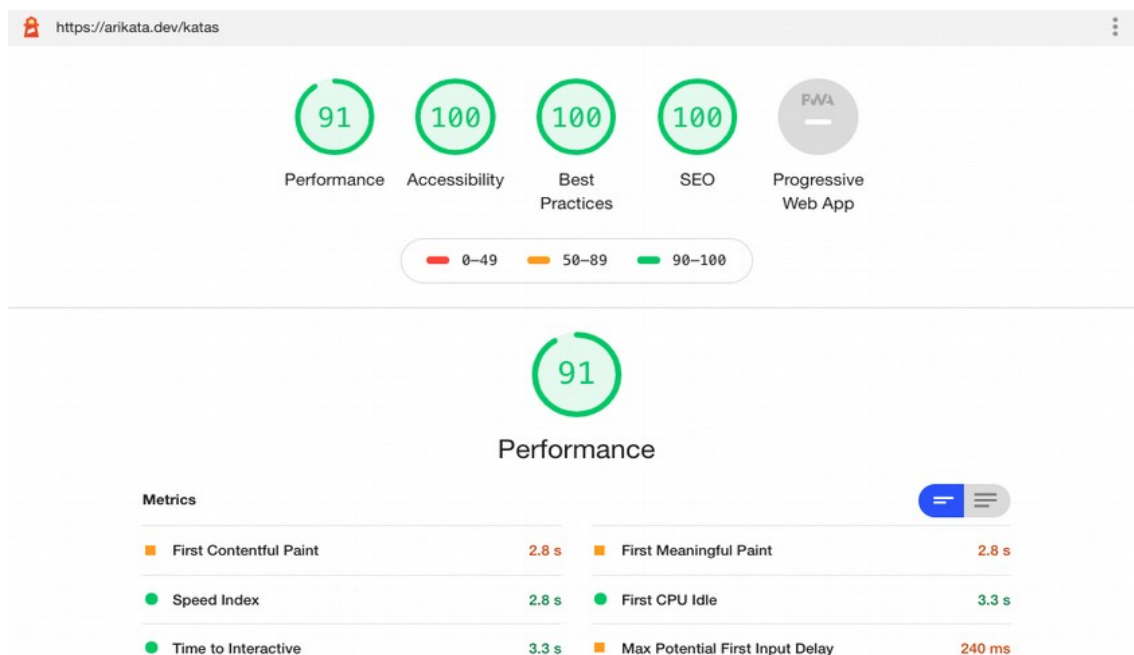 https://arikata.dev/katas
91 100 100 100 PWA
Performance Accessibility Best Practices SEO Progressive Web App
0–49 50–89 90–100
91
Performance
Metrics
First Contentful Paint 2.8 s First Meaningful Paint 2.8 s
Speed Index 2.8 s First CPU Idle 3.3 s
Time to Interactive 3.3 s Max Potential First Input Delay 240 ms